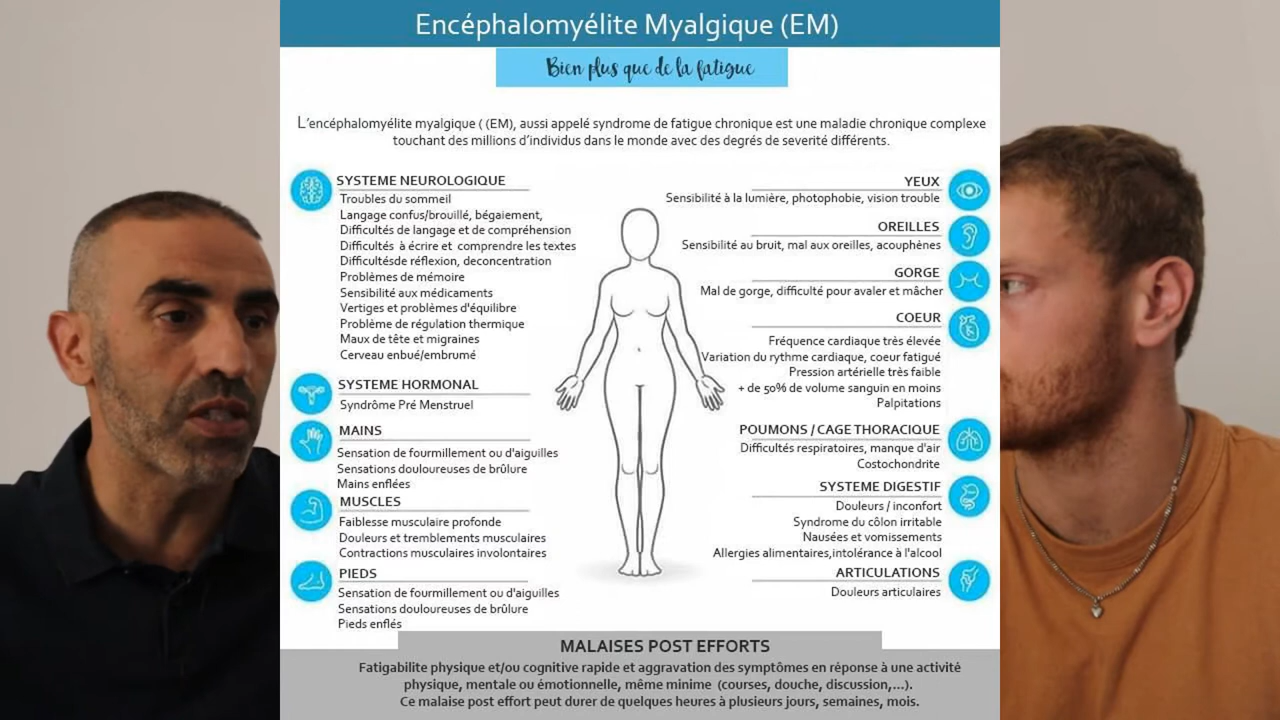 Encéphalomyélite Myalgique (EM)
Bien plus que de la fatigue
L'encéphalomyélite myalgique ( (EM), aussi appelé syndrome de fatigue chronique est une maladie chronique complexe
touchant des millions d'individus dans le monde avec des degrés de severité différents.
SYSTEME NEUROLOGIQUE
Troubles du sommeil
Langage confus/brouillé, bégaiement,
Difficultés de langage et de compréhension
Difficultés à écrire et comprendre les textes
Difficultésde réflexion, deconcentration
Problèmes de mémoire
Sensibilité aux médicaments
Vertiges et problèmes d'équilibre
Problème de régulation thermique
Maux de tête et migraines
Cerveau enbué/embrumé
SYSTEME HORMONAL
Syndrôme Pré Menstruel
MAINS
Sensation de fourmillement ou d'aiguilles
Sensations douloureuses de brûlure
Mains enflées
MUSCLES
Faiblesse musculaire profonde
Douleurs et tremblements musculaires
Contractions musculaires involontaires
PIEDS
Sensation de fourmillement ou d'aiguilles
Sensations douloureuses de brûlure
Pieds enflés
YEUX
Sensibilité à la lumière, photophobie, vision trouble
OREILLES
Sensibilité au bruit, mal aux oreilles, acouphènes
GORGE
Mal de gorge, difficulté pour avaler et mâcher
COEUR
Fréquence cardiaque très élevée
Variation du rythme cardiaque, coeur fatigué
Pression artérielle très faible
+ de 50% de volume sanguin en moins
Palpitations
POUMONS / CAGE THORACIQUE
Difficultés respiratoires, manque d'air
Costochondrite
SYSTEME DIGESTIF
Douleurs / inconfort
Syndrome du côlon irritable
Nausées et vomissements
Allergies alimentaires,intolérance à l'alcool
ARTICULATIONS
Douleurs articulaires
MALAISES POST EFFORTS
Fatigabilite physique et/ou cognitive rapide et aggravation des symptômes en réponse à une activité
physique, mentale ou émotionnelle, même minime (courses, douche, discussion,...).
Ce malaise post effort peut durer de quelques heures à plusieurs jours, semaines, mois.